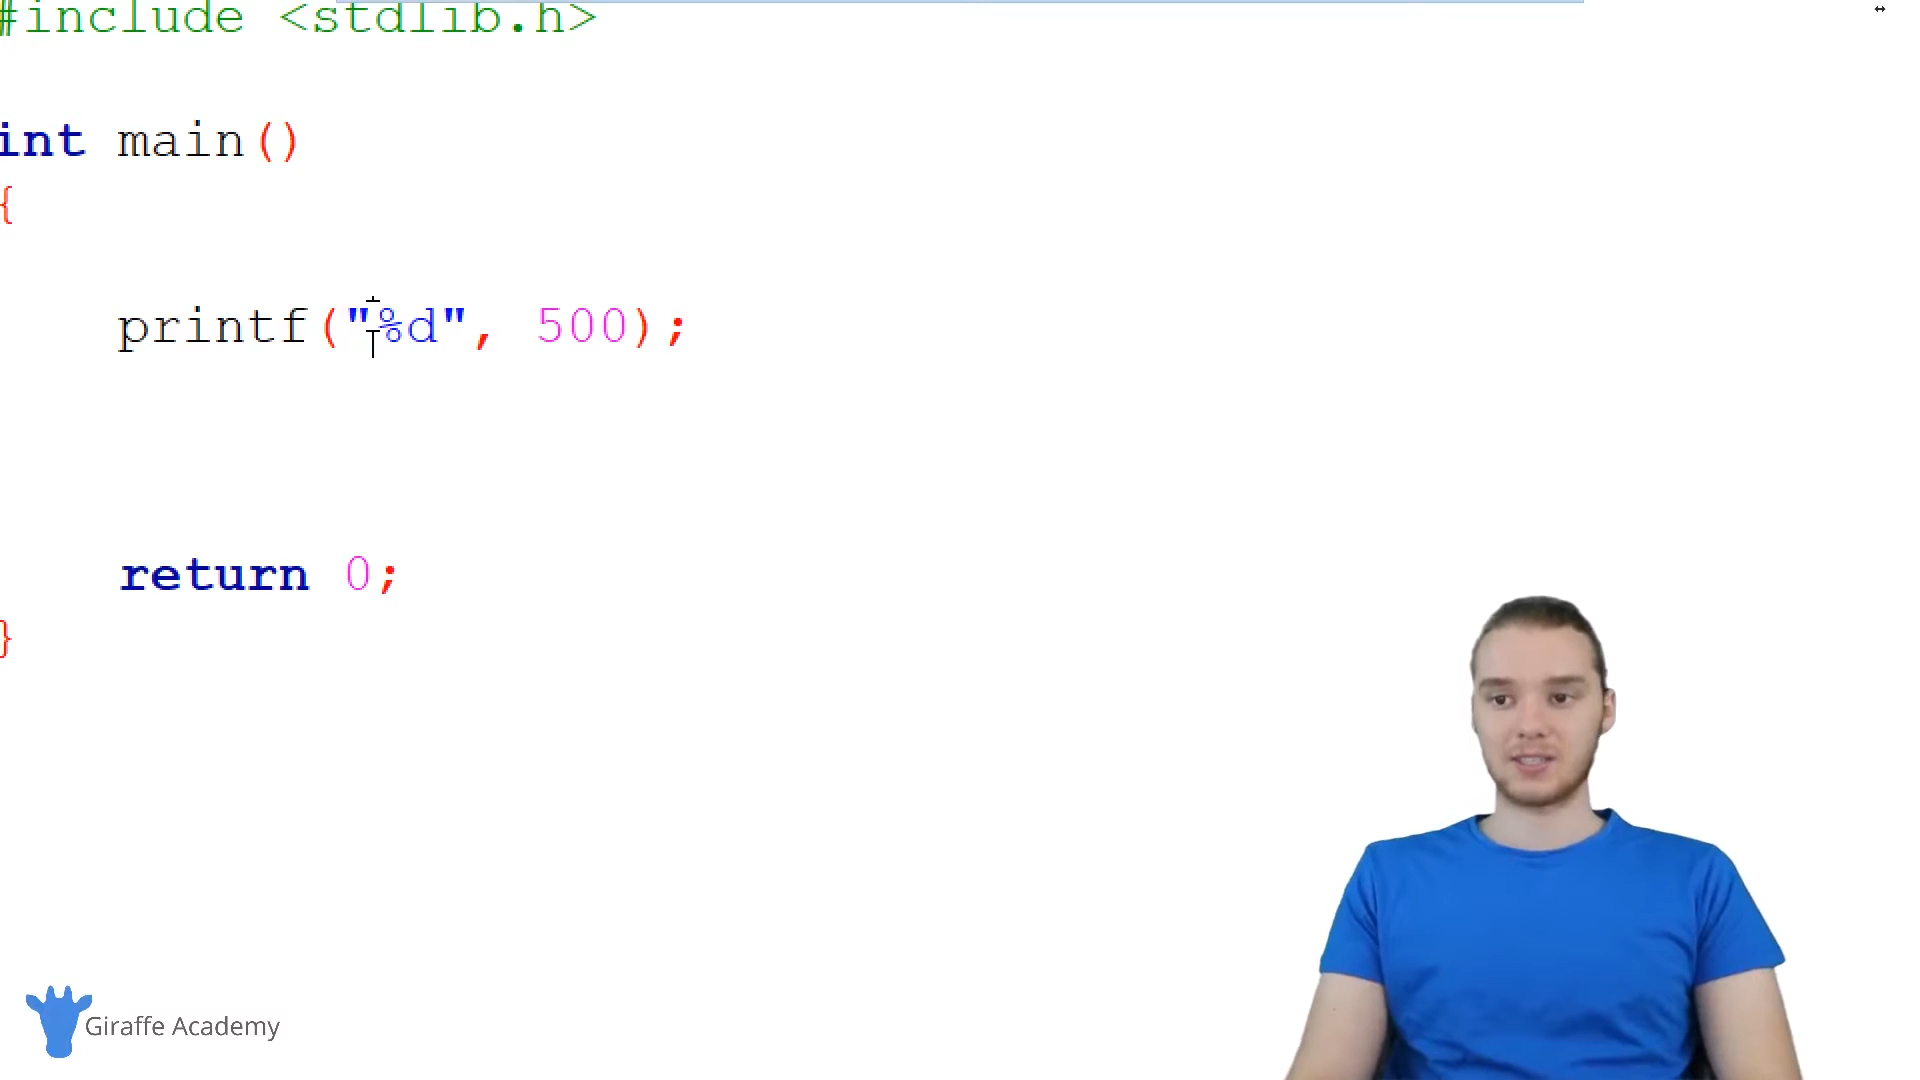 #include <stdlib.h>
int main()
{
printf("%d", 500);
return 0;
}
Giraffe Academy